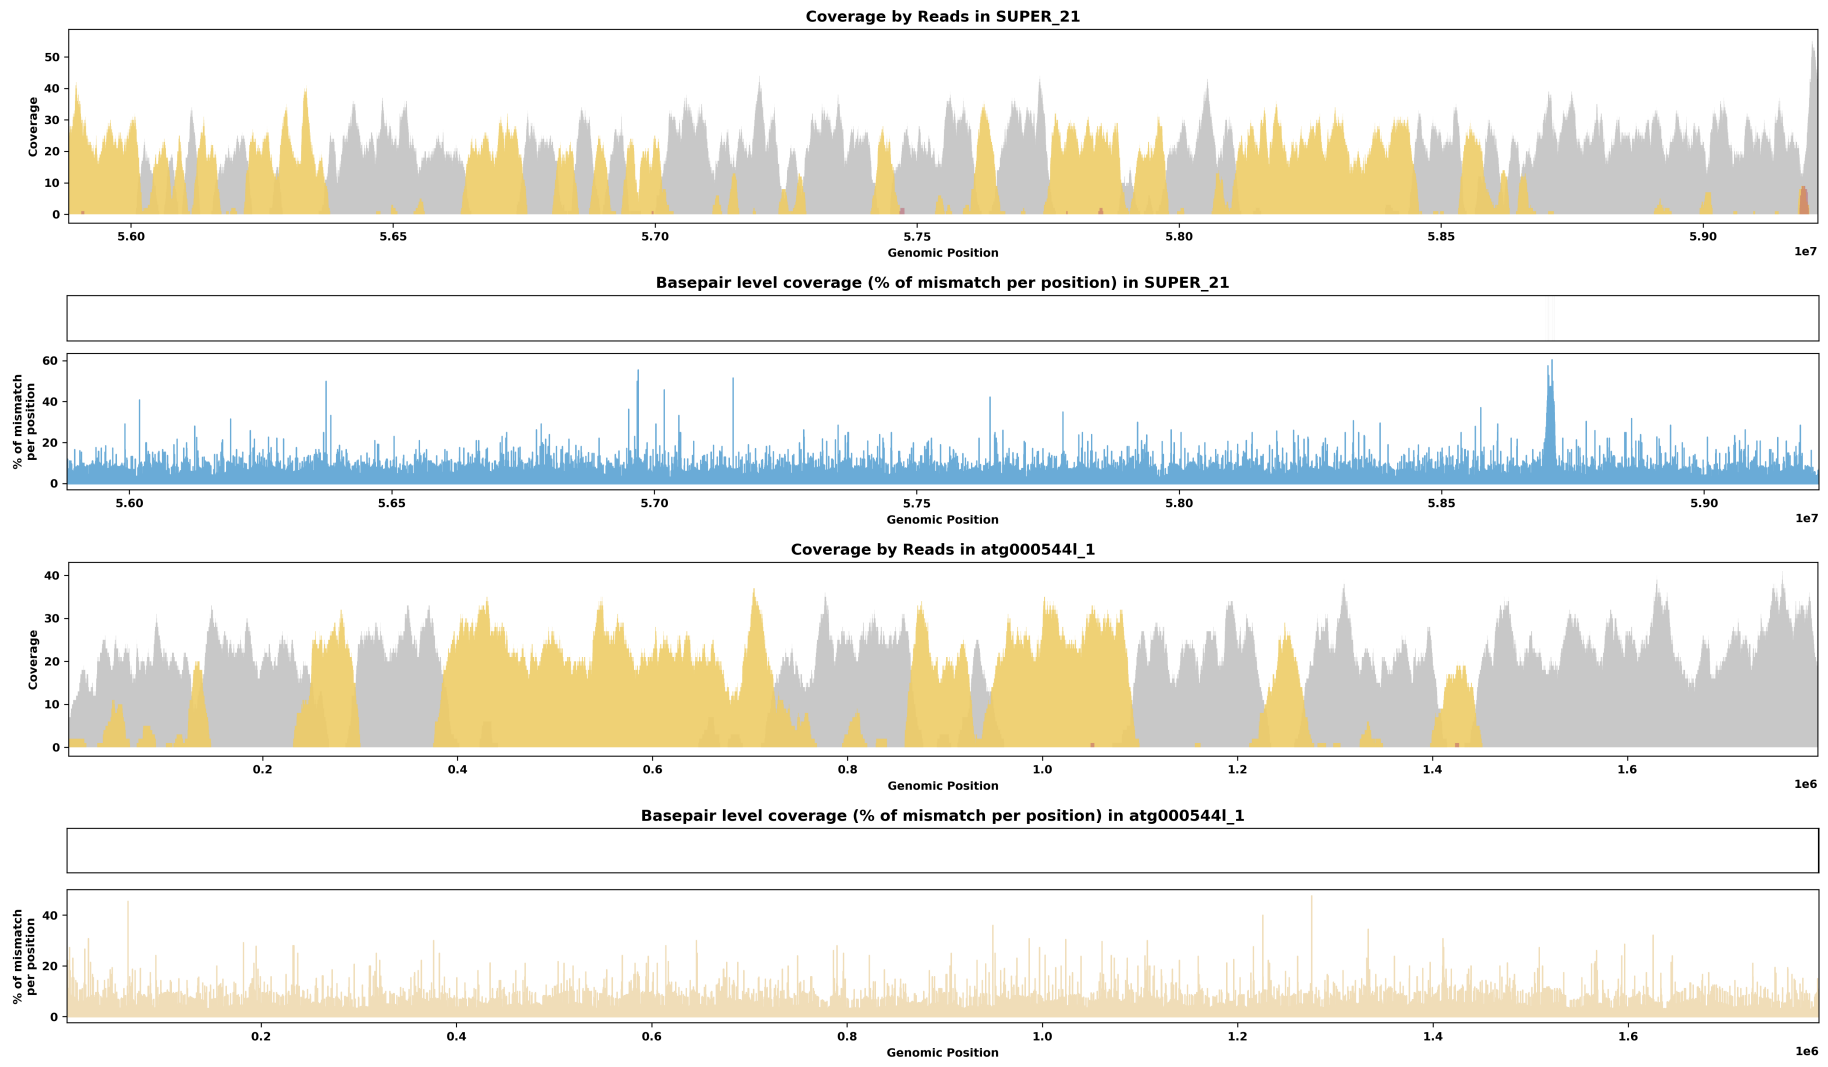 Coverage by Reads in SUPER_21
50
40
30
20
10
0
Coverage
5.60 5.65 5.70 5.75 5.80 5.85 5.90
Genomic Position
1e7
Basepair level coverage (% of mismatch per position) in SUPER_21
60
40
20
0
% of mismatch
per position
5.60 5.65 5.70 5.75 5.80 5.85 5.90
Genomic Position
1e7
Coverage by Reads in atg000544l_1
40
30
20
10
0
Coverage
0.2 0.4 0.6 0.8 1.0 1.2 1.4 1.6
Genomic Position
1e6
Basepair level coverage (% of mismatch per position) in atg000544l_1
40
20
0
% of mismatch
per position
0.2 0.4 0.6 0.8 1.0 1.2 1.4 1.6
Genomic Position
1e6